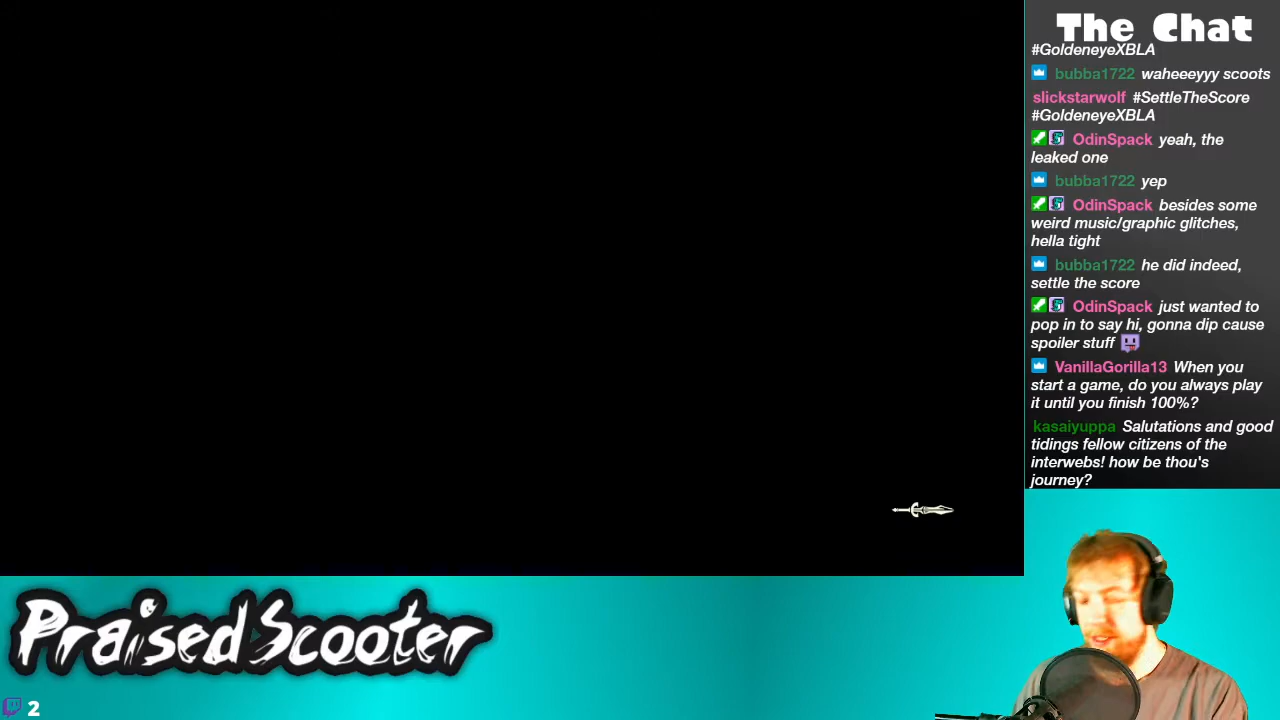 The Chat
#GoldeneyeXBLA
bubba1722 waheeeyyy scoots
slickstarwolf #SettleTheScore
#GoldeneyeXBLA
OdinSpack yeah, the
leaked one
bubba1722 yep
OdinSpack besides some
weird music/graphic glitches,
hella tight
bubba1722 he did indeed,
settle the score
OdinSpack just wanted to
pop in to say hi, gonna dip cause
spoiler stuff
VanillaGorilla13 When you
start a game, do you always play
it until you finish 100%?
kasaiyuppa Salutations and good
tidings fellow citizens of the
interwebs! how be thou's
journey?
PraisedScooter
2